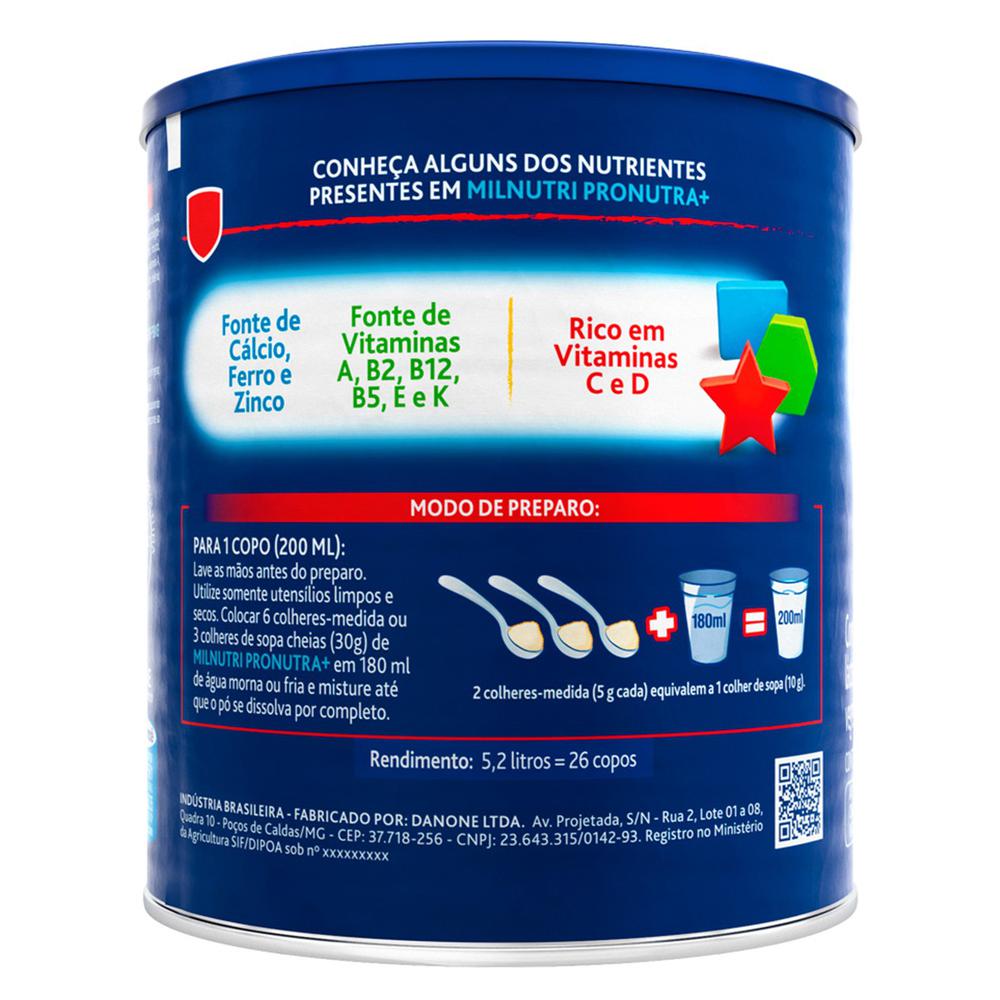 CONHEÇA ALGUNS DOS NUTRIENTES
PRESENTES EM MILNUTRI PRONUTRA+
Fonte de
Cálcio,
Ferro e
Zinco
Fonte de
Vitaminas
A, B2, B12,
B5, E e K
Rico em
Vitaminas
C e D
MODO DE PREPARO:
PARA 1 COPO (200 ML):
Lave as mãos antes do preparo.
Utilize somente utensílios limpos e
secos. Colocar 6 colheres-medida ou
3 colheres de sopa cheias (30g) de
MILNUTRI PRONUTRA+ em 180 ml
de água morna ou fria e misture até
que o pó se dissolva por completo.
+ 180ml = 200ml
2 colheres-medida (5 g cada) equivalem a 1 colher de sopa (10 g).
Rendimento: 5,2 litros = 26 copos
INDÚSTRIA BRASILEIRA - FABRICADO POR: DANONE LTDA. Av. Projetada, S/N - Rua 2, Lote 01 a 08,
Quadra 10 - Poços de Caldas/MG - CEP: 37.718-256 - CNPJ: 23.643.315/0142-93. Registro no Ministério
da Agricultura SIF/DIPOA sob nº xxxxxxxxx